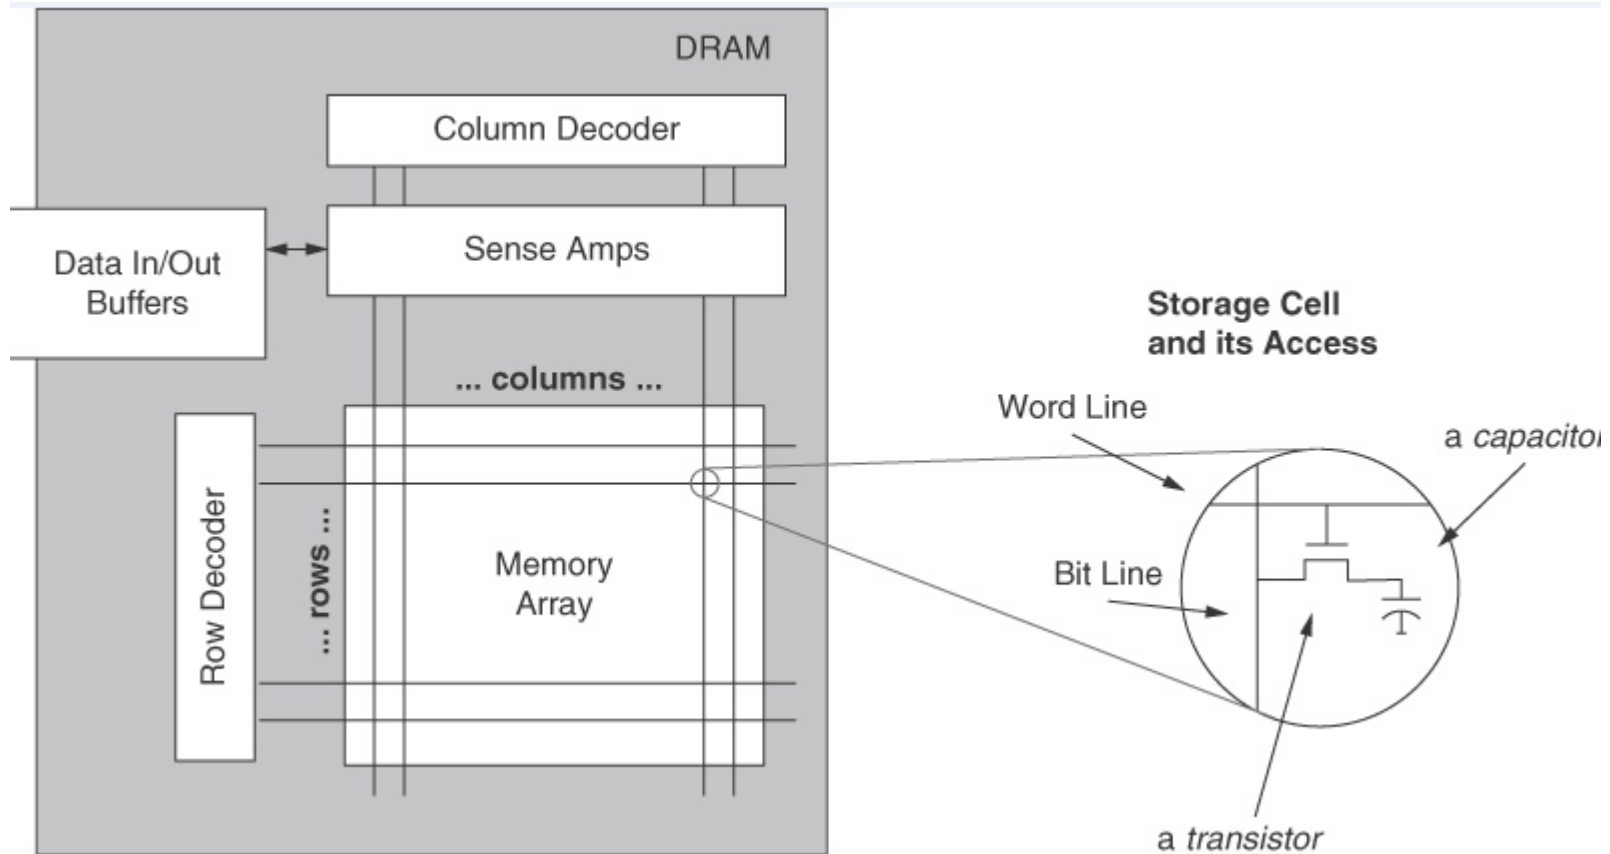 DRAM
Column Decoder
Sense Amps
Data In/Out
Buffers
... columns ...
Row Decoder
... rows ...
Memory
Array
Storage Cell
and its Access
Word Line
a capacitor
Bit Line
a transistor